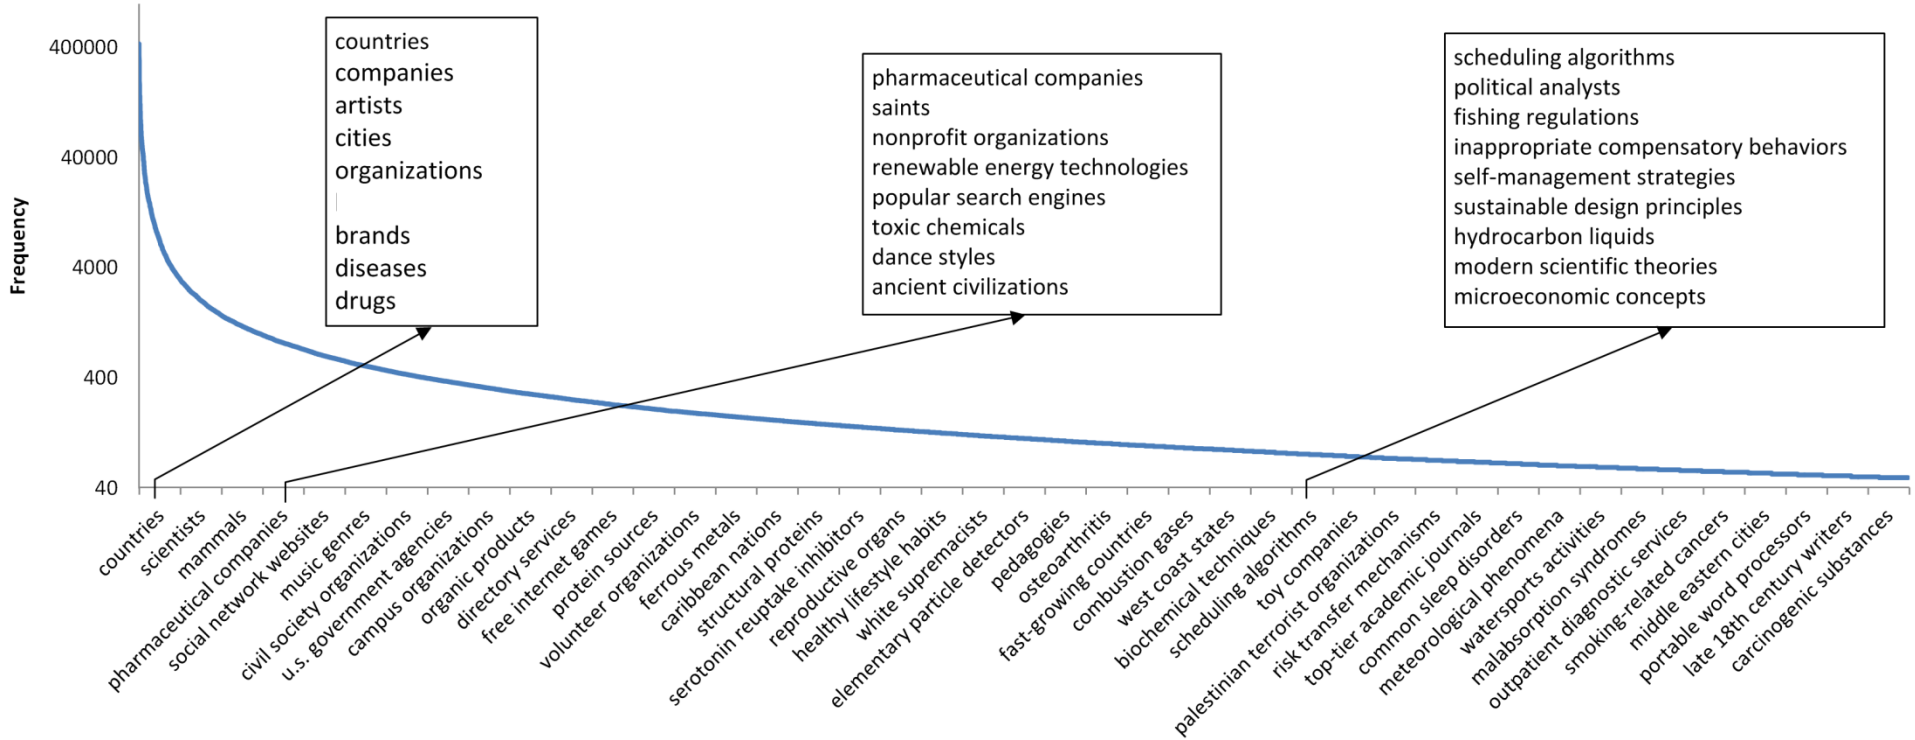 400000
40000
4000
400
40
Frequency
countries
companies
artists
cities
organizations
brands
diseases
drugs
pharmaceutical companies
saints
nonprofit organizations
renewable energy technologies
popular search engines
toxic chemicals
dance styles
ancient civilizations
scheduling algorithms
political analysts
fishing regulations
inappropriate compensatory behaviors
self-management strategies
sustainable design principles
hydrocarbon liquids
modern scientific theories
microeconomic concepts
countries
scientists
mammals
pharmaceutical companies
social network websites
music genres
civil society organizations
u.s. government agencies
campus organizations
organic products
directory services
free internet games
protein sources
volunteer organizations
ferrous metals
caribbean nations
structural proteins
serotonin reuptake inhibitors
reproductive organs
healthy lifestyle habits
white supremacists
elementary particle detectors
pedagogies
osteoarthritis
fast-growing countries
combustion gases
west coast states
biochemical techniques
scheduling algorithms
toy companies
palestinian terrorist organizations
risk transfer mechanisms
top-tier academic journals
common sleep disorders
meteorological phenomena
watersports activities
malabsorption syndromes
outpatient diagnostic services
smoking-related cancers
middle eastern cities
portable word processors
late 18th century writers
carcinogenic substances